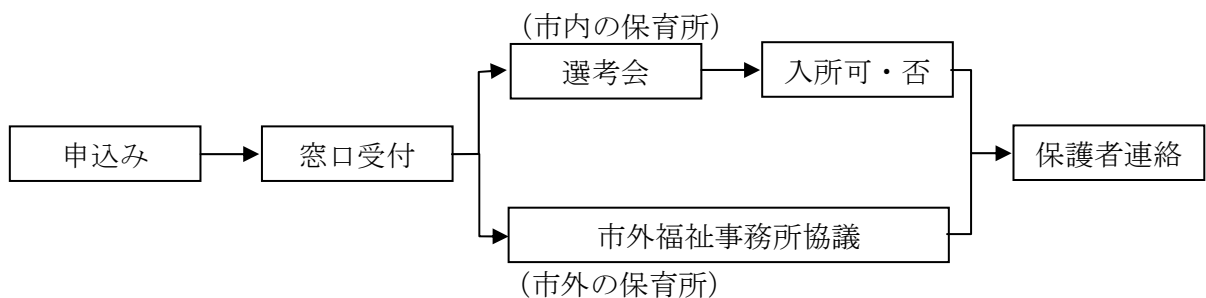 （市内の保育所）
選考会
入所可・否
申込み
窓口受付
保護者連絡
市外福祉事務所協議
（市外の保育所）